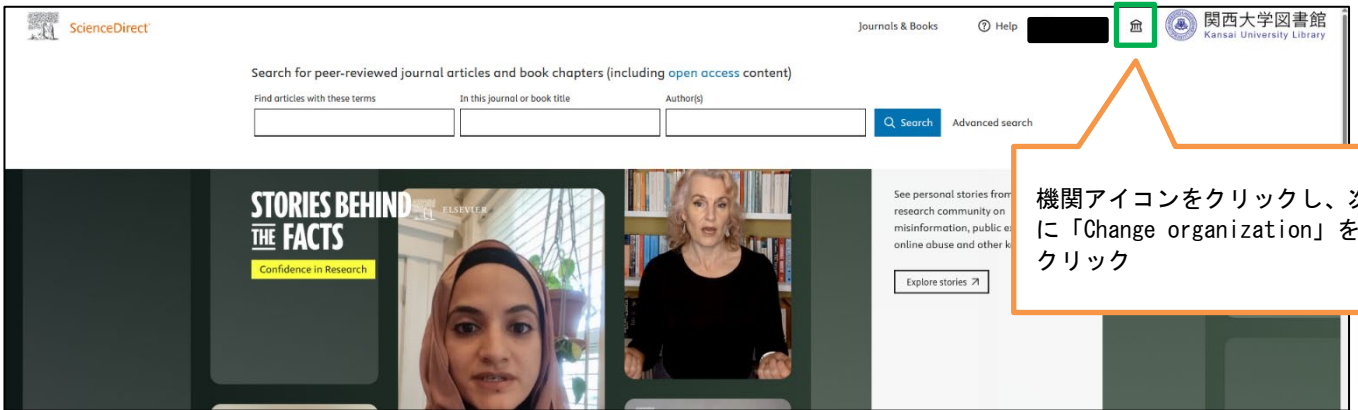 ScienceDirect
Journals & Books
Help
関西大学図書館
Kansai University Library
Search for peer-reviewed journal articles and book chapters (including open access content)
Find articles with these terms
In this journal or book title
Author(s)
Search
Advanced search
STORIES BEHIND
THE FACTS
ELSEVIER
Confidence in Research
See personal stories from
research community on
misinformation, public
online abuse and other
Explore stories
機関アイコンをクリックし、次
に「Change organization」を
クリック